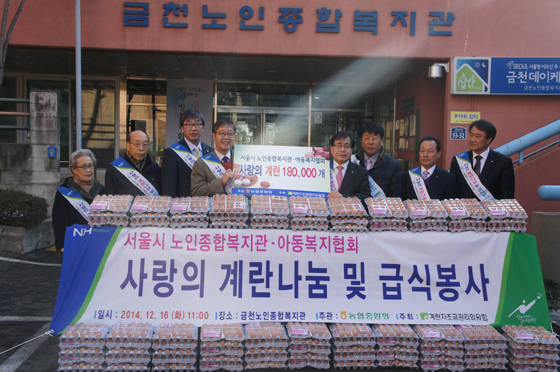 금천노인종합복지관
SEOUL
금천데이케
서울시 노인종합복지관·아동복지협회
사랑의 계란 180,000 개
NH
서울시 노인종합복지관·아동복지협회
사랑의 계란나눔 및 급식봉사
일시 : 2014. 12. 16 (화) 11:00 장소 : 금천노인종합복지관 주관 : 농협중앙회 주최 : 계란자조금관리위원회